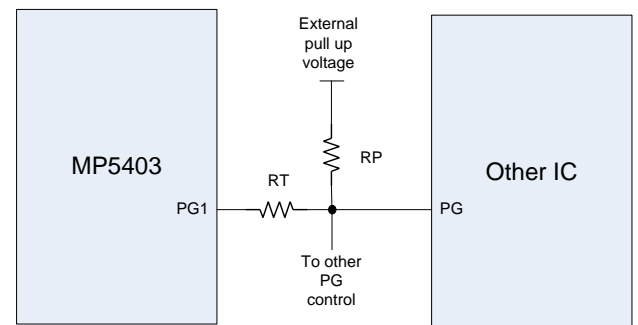 External
pull up
voltage
MP5403
RP
Other IC
RT
PG1
PG
To other
PG
control